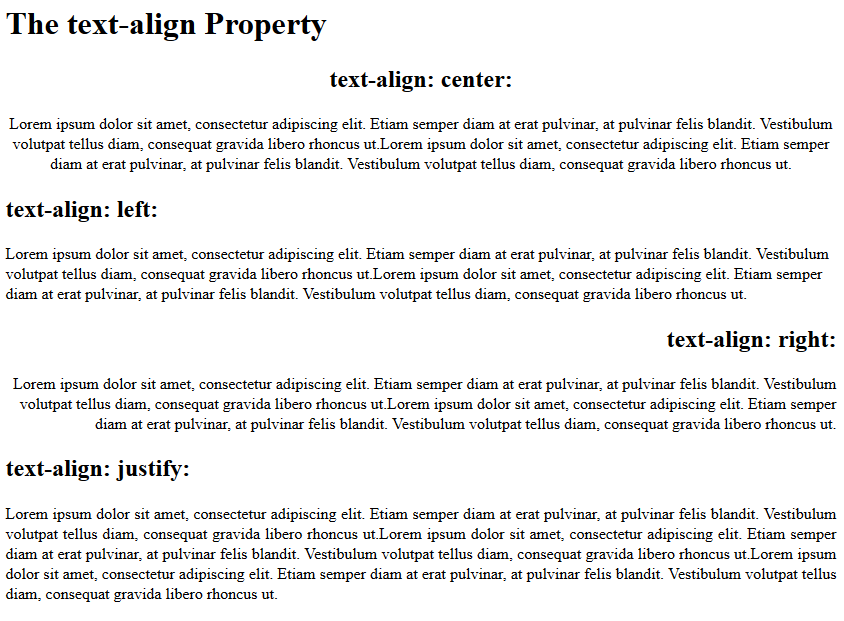 The text-align Property
text-align: center:
Lorem ipsum dolor sit amet, consectetur adipiscing elit. Etiam semper diam at erat pulvinar, at pulvinar felis blandit. Vestibulum
volutpat tellus diam, consequat gravida libero rhoncus ut.Lorem ipsum dolor sit amet, consectetur adipiscing elit. Etiam semper
diam at erat pulvinar, at pulvinar felis blandit. Vestibulum volutpat tellus diam, consequat gravida libero rhoncus ut.
text-align: left:
Lorem ipsum dolor sit amet, consectetur adipiscing elit. Etiam semper diam at erat pulvinar, at pulvinar felis blandit. Vestibulum
volutpat tellus diam, consequat gravida libero rhoncus ut.Lorem ipsum dolor sit amet, consectetur adipiscing elit. Etiam semper
diam at erat pulvinar, at pulvinar felis blandit. Vestibulum volutpat tellus diam, consequat gravida libero rhoncus ut.
text-align: right:
Lorem ipsum dolor sit amet, consectetur adipiscing elit. Etiam semper diam at erat pulvinar, at pulvinar felis blandit. Vestibulum
volutpat tellus diam, consequat gravida libero rhoncus ut.Lorem ipsum dolor sit amet, consectetur adipiscing elit. Etiam semper
diam at erat pulvinar, at pulvinar felis blandit. Vestibulum volutpat tellus diam, consequat gravida libero rhoncus ut.
text-align: justify:
Lorem ipsum dolor sit amet, consectetur adipiscing elit. Etiam semper diam at erat pulvinar, at pulvinar felis blandit. Vestibulum
volutpat tellus diam, consequat gravida libero rhoncus ut.Lorem ipsum dolor sit amet, consectetur adipiscing elit. Etiam semper
diam at erat pulvinar, at pulvinar felis blandit. Vestibulum volutpat tellus diam, consequat gravida libero rhoncus ut.Lorem ipsum
dolor sit amet, consectetur adipiscing elit. Etiam semper diam at erat pulvinar, at pulvinar felis blandit. Vestibulum volutpat tellus
diam, consequat gravida libero rhoncus ut.